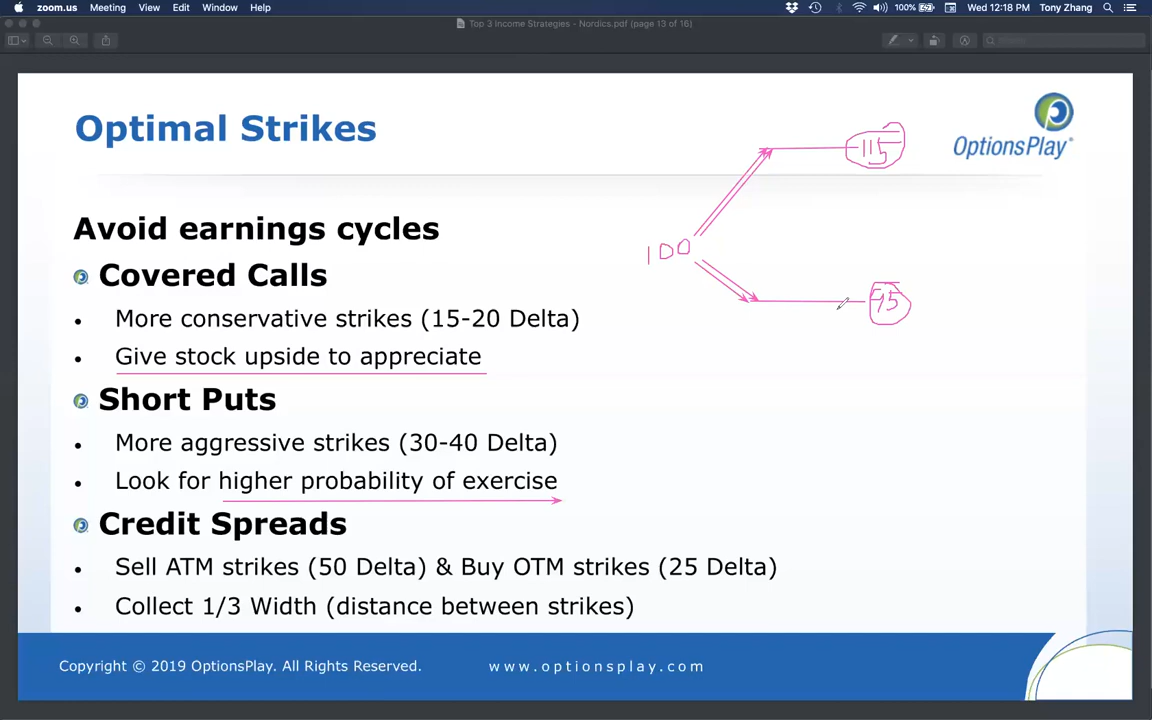 zoom.us Meeting View Edit Window Help 100% Wed 12:18 PM Tony Zhang
Top 3 Income Strategies - Nordics.pdf (page 13 of 16)
Search
Optimal Strikes
OptionsPlay
115
Avoid earnings cycles
100
Covered Calls
95
• More conservative strikes (15-20 Delta)
• Give stock upside to appreciate
Short Puts
• More aggressive strikes (30-40 Delta)
• Look for higher probability of exercise
Credit Spreads
• Sell ATM strikes (50 Delta) & Buy OTM strikes (25 Delta)
• Collect 1/3 Width (distance between strikes)
Copyright © 2019 OptionsPlay. All Rights Reserved. www.optionsplay.com